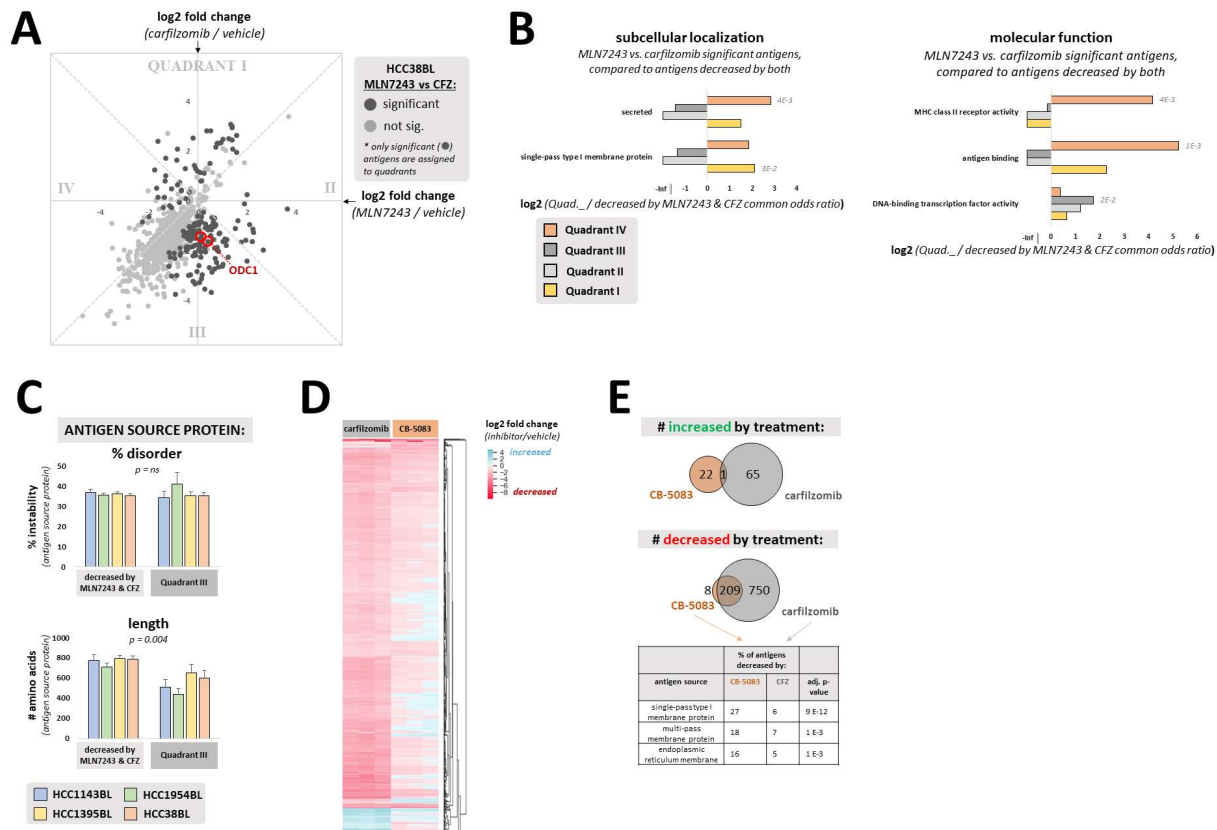 A
log2 fold change
(carfilzomib / vehicle)
QUADRANT I
HCC38BL
MLN7243 vs CFZ:
significant
not sig.
* only significant (●)
antigens are assigned
to quadrants
4
2
IV
II
log2 fold change
(MLN7243 / vehicle)
-4
-2
2
4
ODC1
-4
III
B
subcellular localization
MLN7243 vs. carfilzomib significant antigens,
compared to antigens decreased by both
secreted
4E-3
single-pass type I membrane protein
3E-2
-Inf
-1
0
1
2
3
4
log2 (Quad._ / decreased by MLN7243 & CFZ common odds ratio)
Quadrant IV
Quadrant III
Quadrant II
Quadrant I
molecular function
MLN7243 vs. carfilzomib significant antigens,
compared to antigens decreased by both
MHC class II receptor activity
4E-3
antigen binding
1E-3
DNA-binding transcription factor activity
2E-2
-Inf
0
1
2
3
4
5
6
log2 (Quad._ / decreased by MLN7243 & CFZ common odds ratio)
C
ANTIGEN SOURCE PROTEIN:
% disorder
p = ns
% instability
(antigen source protein)
50
40
30
20
10
0
decreased by
MLN7243 & CFZ
Quadrant III
length
p = 0.004
# amino acids
(antigen source protein)
1000
800
600
400
200
0
decreased by
MLN7243 & CFZ
Quadrant III
HCC1143BL
HCC1954BL
HCC1395BL
HCC38BL
D
carfilzomib
CB-5083
log2 fold change
(inhibitor/vehicle)
4
2
0
-2
-4
-6
-8
increased
decreased
E
# increased by treatment:
22
1
65
CB-5083
carfilzomib
# decreased by treatment:
8
209
750
CB-5083
carfilzomib
% of antigens
decreased by:
antigen source
CB-5083
CFZ
adj. p-
value
single-pass type I
membrane protein
27
6
9 E-12
multi-pass
membrane protein
18
7
1 E-3
endoplasmic
reticulum membrane
16
5
1 E-3